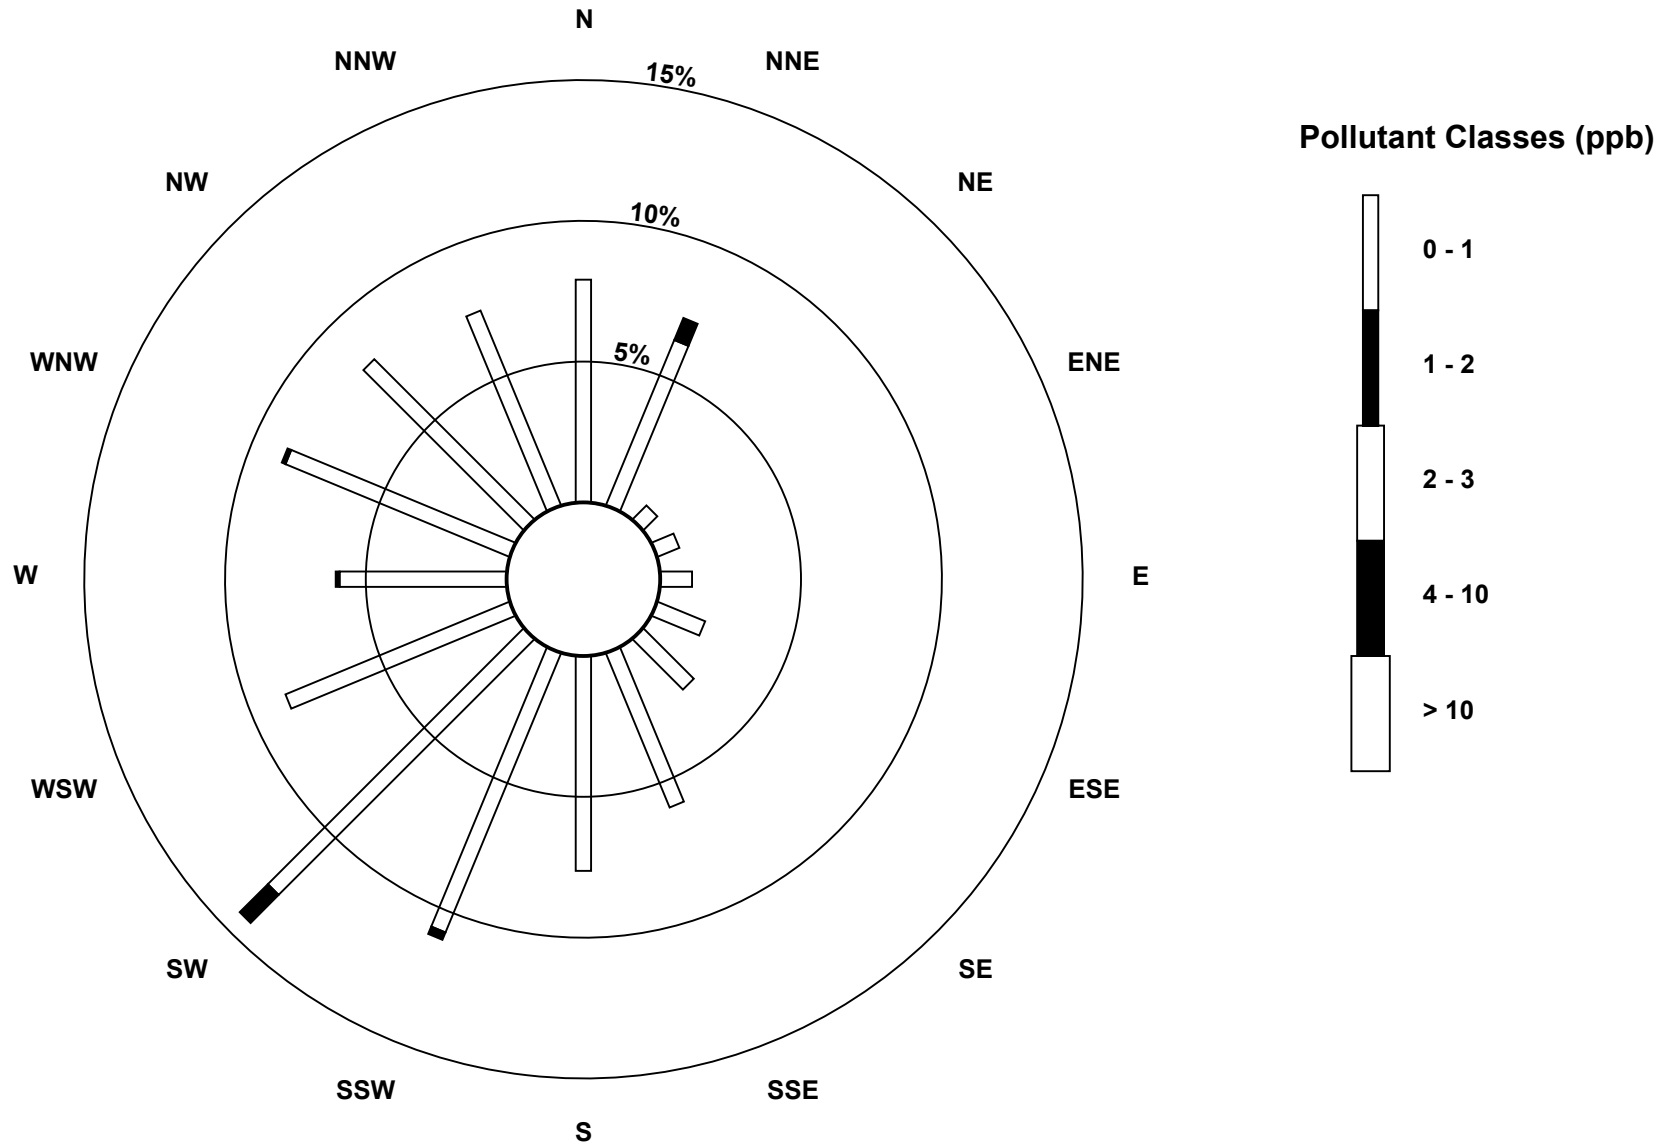 N
NNW
NNE
15%
Pollutant Classes (ppb)
NW
NE
10%
0 - 1
5%
WNW
ENE
1 - 2
2 - 3
W
E
4 - 10
> 10
WSW
ESE
SW
SE
SSW
SSE
S